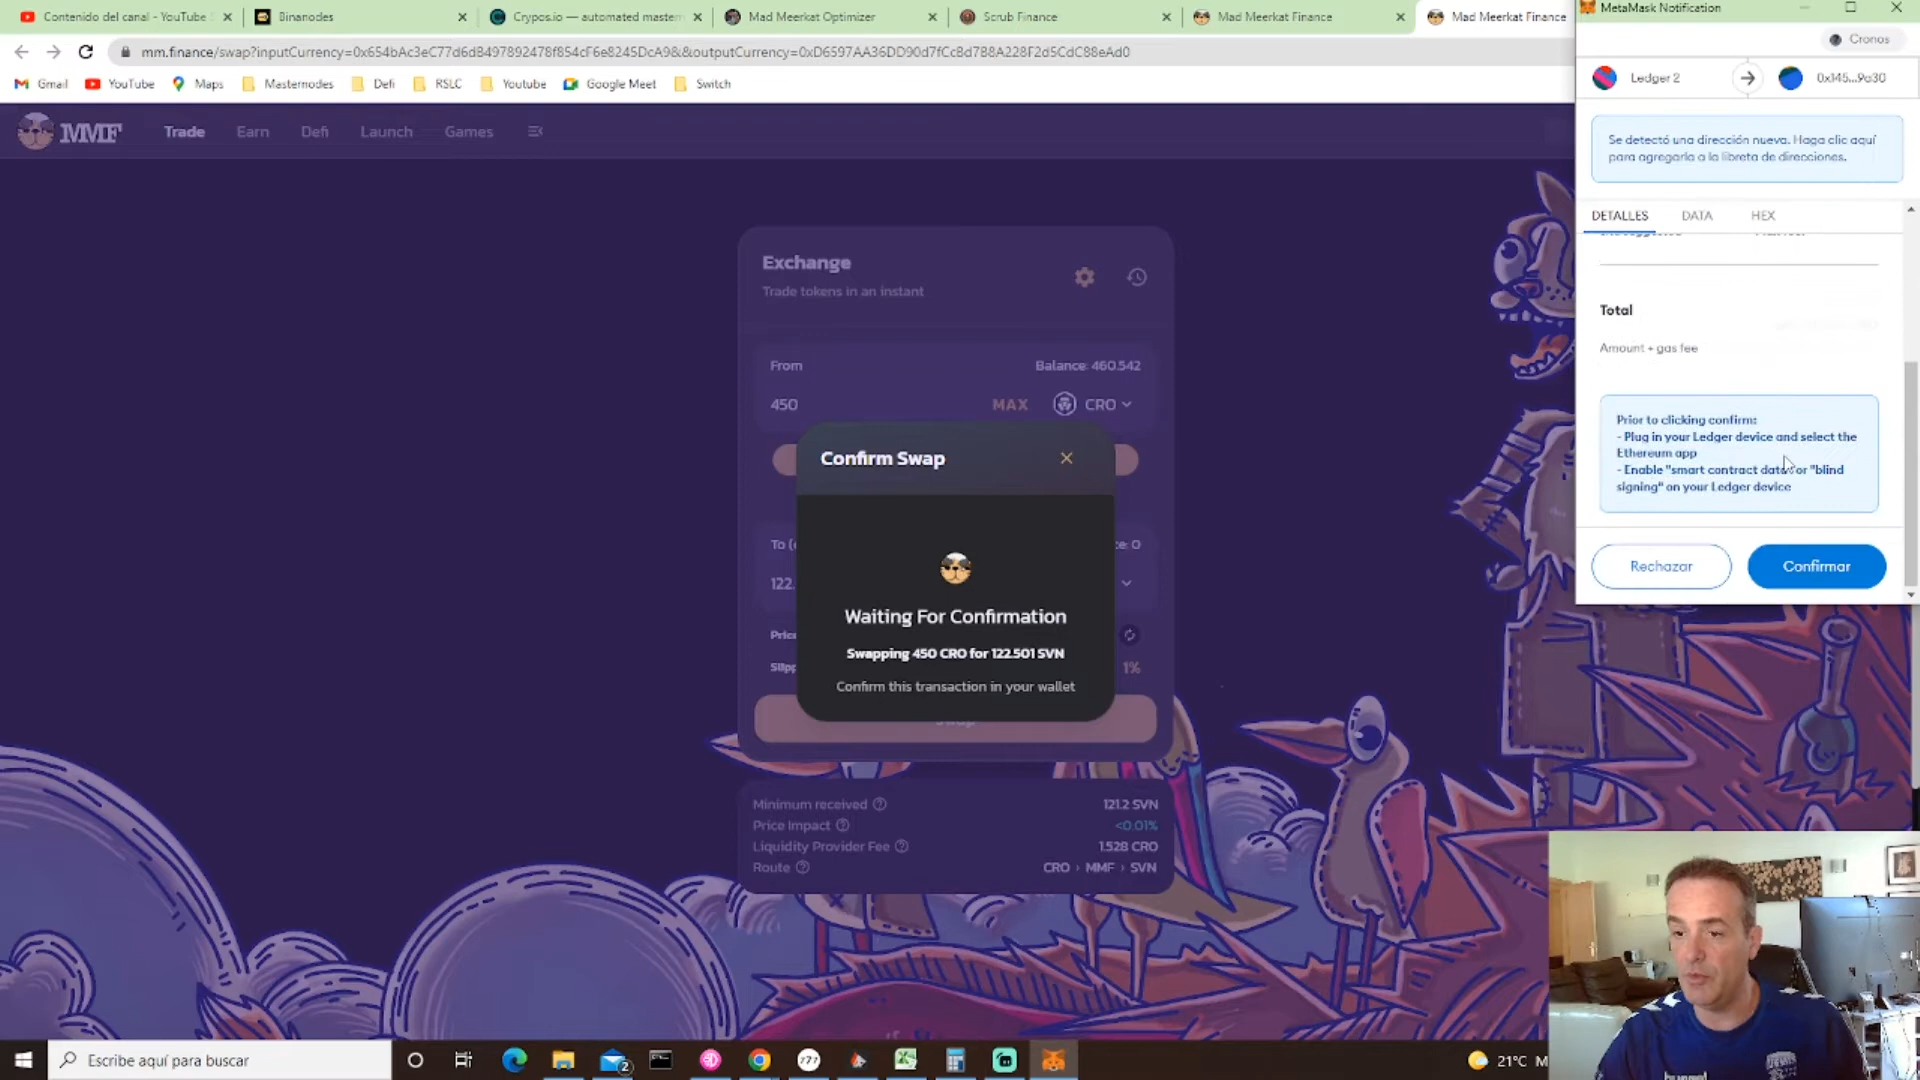 Contenido del canal - YouTube
Binanodes
Crypos.io — automated mastern
Mad Meerkat Optimizer
Scrub Finance
Mad Meerkat Finance
Mad Meerkat Finance
mm.finance/swap?inputCurrency=0x654bAc3eC77d6d8497892478f854cF6e8245DcA9&outputCurrency=0xD6597AA36DD90d7fCc8d7B8A228F2d5CdC88eAd0
Gmail
YouTube
Maps
Masternodes
Defi
RSLC
Youtube
Google Meet
Switch
MMF
Trade
Earn
Defi
Launch
Games
Exchange
Trade tokens in an instant
From
Balance: 460.542
450
MAX
CRO
Confirm Swap
Waiting For Confirmation
Swapping 450 CRO for 122.501 SVN
Confirm this transaction in your wallet
1%
Minimum received
121.2 SVN
Price Impact
<0.01%
Liquidity Provider Fee
1.528 CRO
Route
CRO > MMF > SVN
MetaMask Notification
Cronos
Ledger 2
0x145...9a30
Se detectó una dirección nueva. Haga clic aquí
para agregarla a la libreta de direcciones.
DETALLES
DATA
HEX
Total
Amount + gas fee
Prior to clicking confirm:
- Plug in your Ledger device and select the
Ethereum app
- Enable "smart contract data" or "blind
signing" on your Ledger device
Rechazar
Confirmar
Escribe aquí para buscar
777
2
21°C